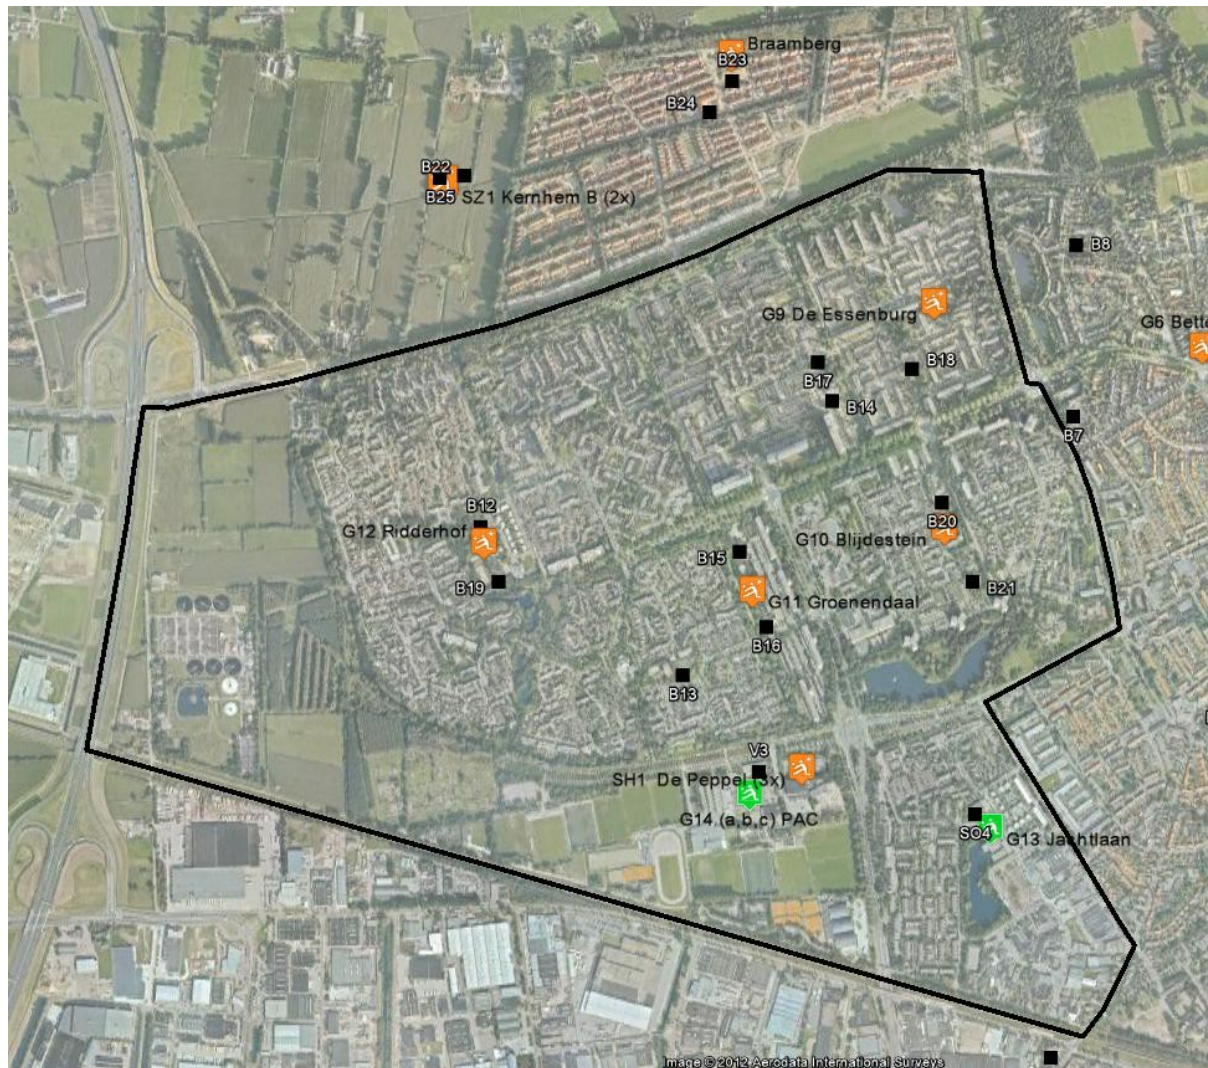 Braamberg
B23
B24
B22
B25
SZ1 Kernhem B (2x)
B8
G9 De Essenburg
G6 Bette
B17
B18
B14
B7
B12
G12 Ridderhof
B20
G10 Blijdestein
B15
B19
B21
G11 Groenendaal
B16
B13
V3
SH1 De Peppel (3x)
G14 (a,b,c) PAC
SO4
G13 Jachtlaan
Image © 2012 Aerodata International Surveys